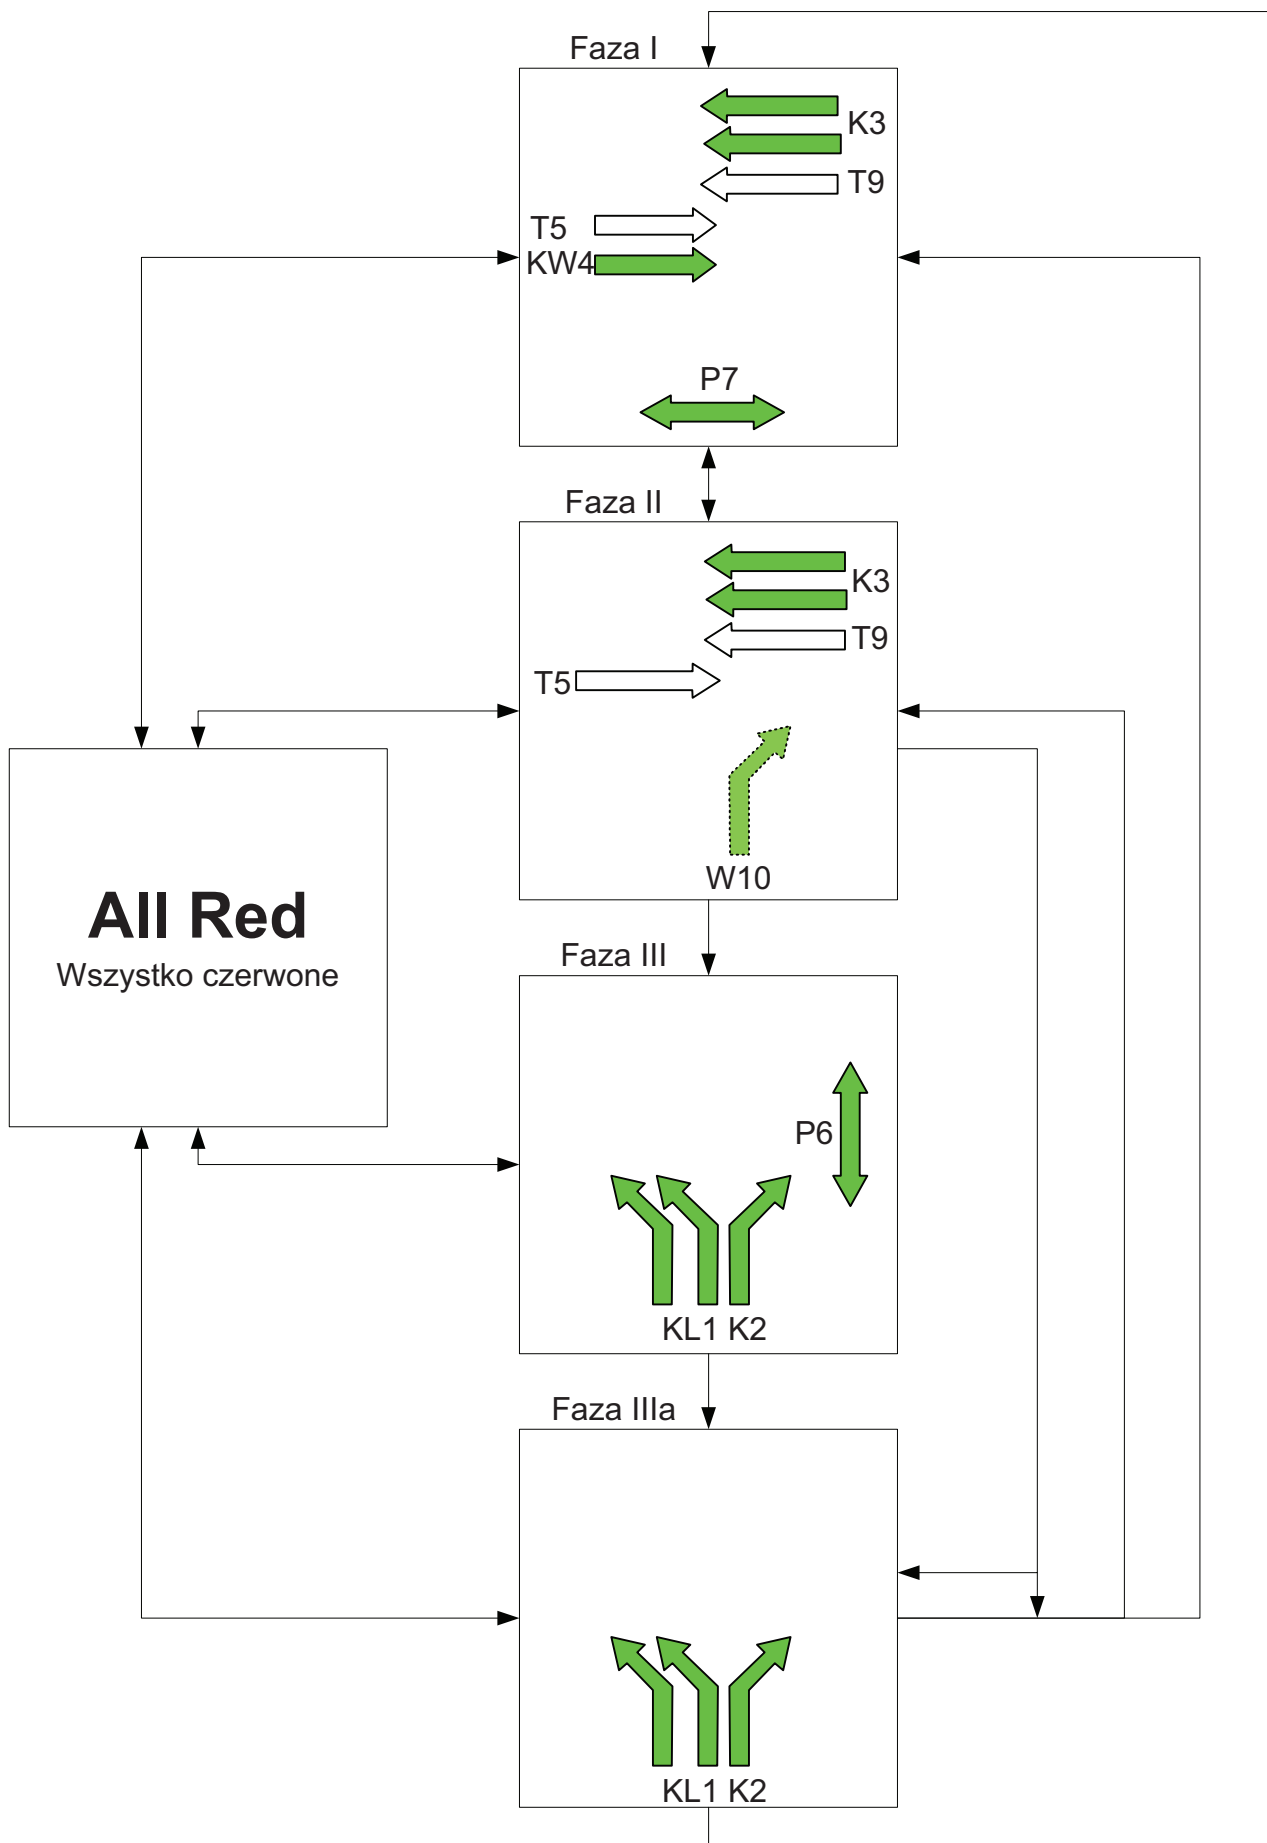 Faza I
K3
T9
T5
KW4
P7
Faza II
K3
T9
T5
W10
All Red
Wszystko czerwone
Faza III
P6
KL1 K2
Faza IIIa
KL1 K2